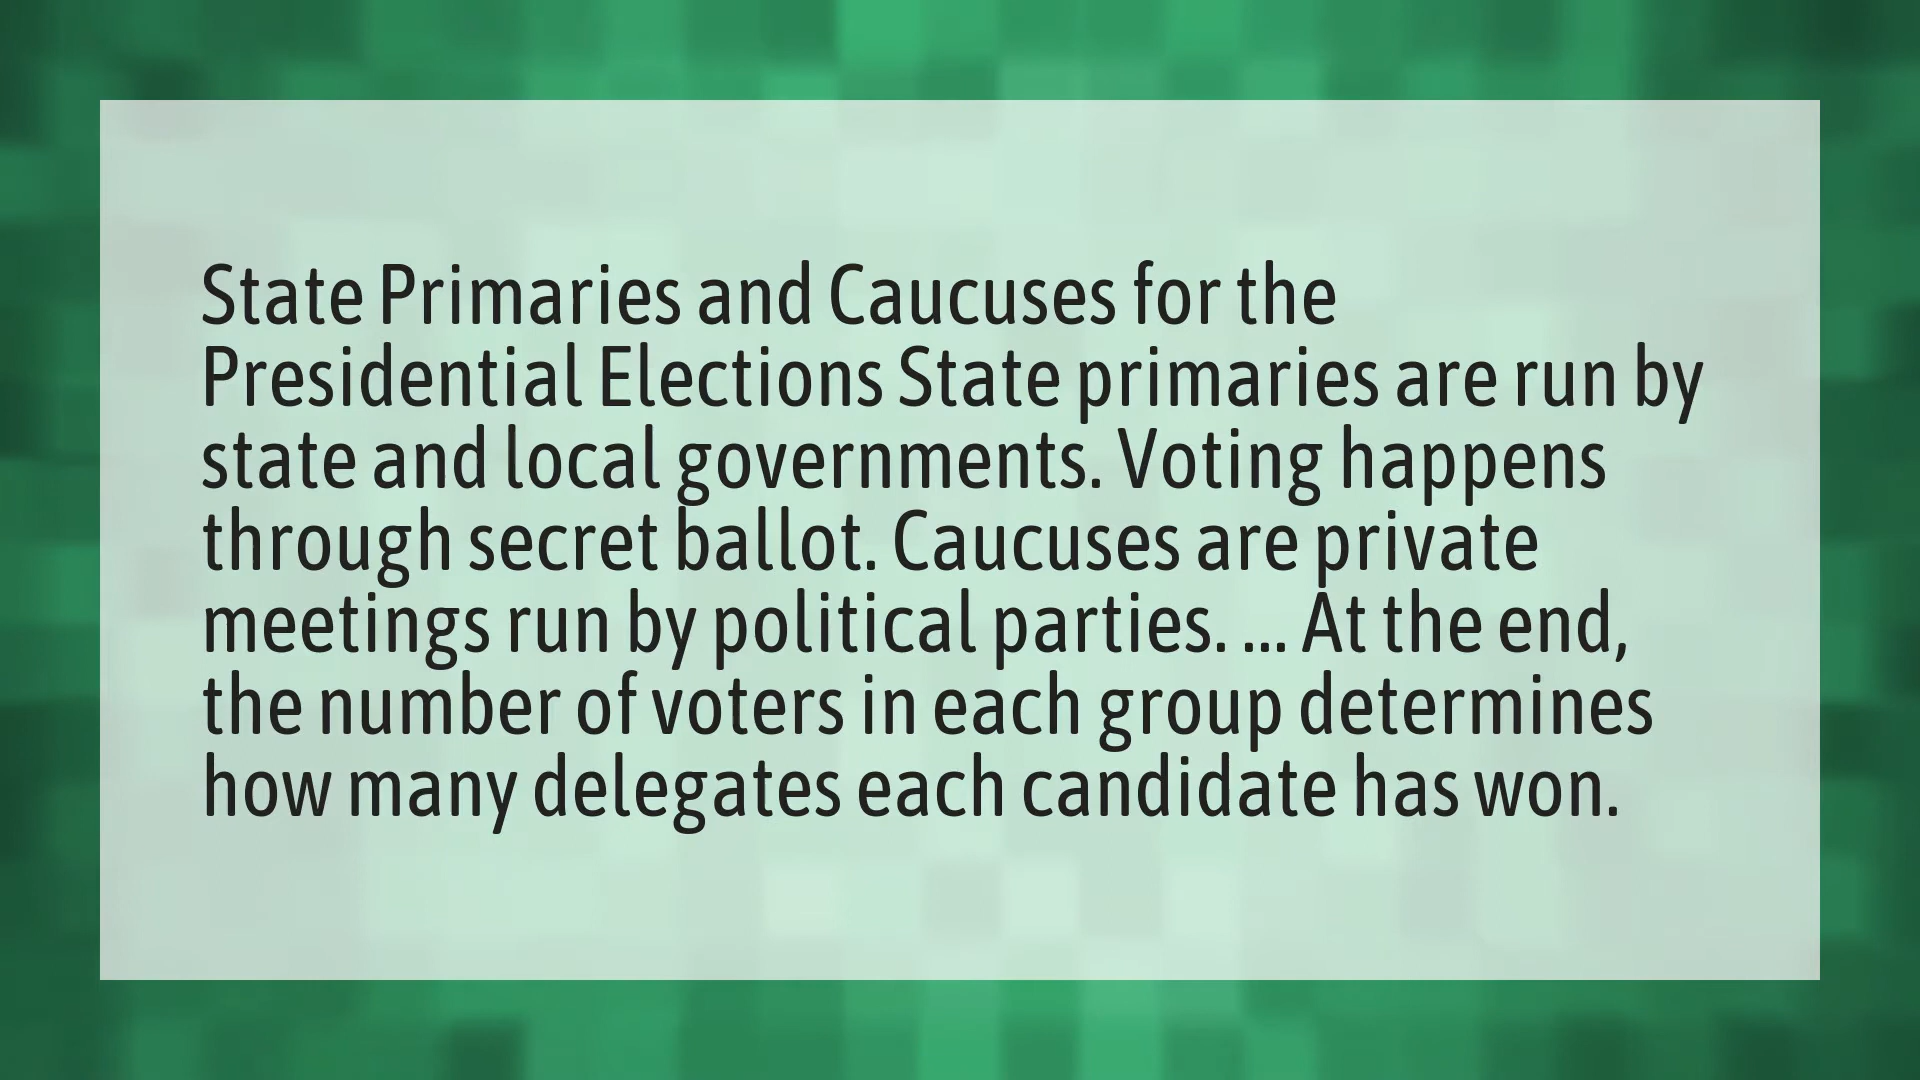 State Primaries and Caucuses for the
Presidential Elections State primaries are run by
state and local governments. Voting happens
through secret ballot. Caucuses are private
meetings run by political parties. ... At the end,
the number of voters in each group determines
how many delegates each candidate has won.